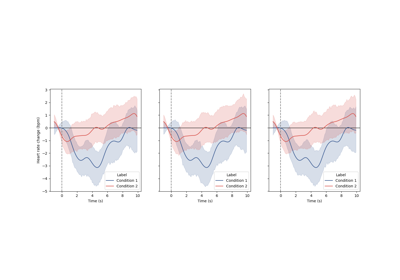 Heart rate change (bpm)
3
2
1
0
−1
−2
−3
−4
−5
0 2 4 6 8 10
Time (s)
Label
Condition 1
Condition 2
0 2 4 6 8 10
Time (s)
Label
Condition 1
Condition 2
0 2 4 6 8 10
Time (s)
Label
Condition 1
Condition 2